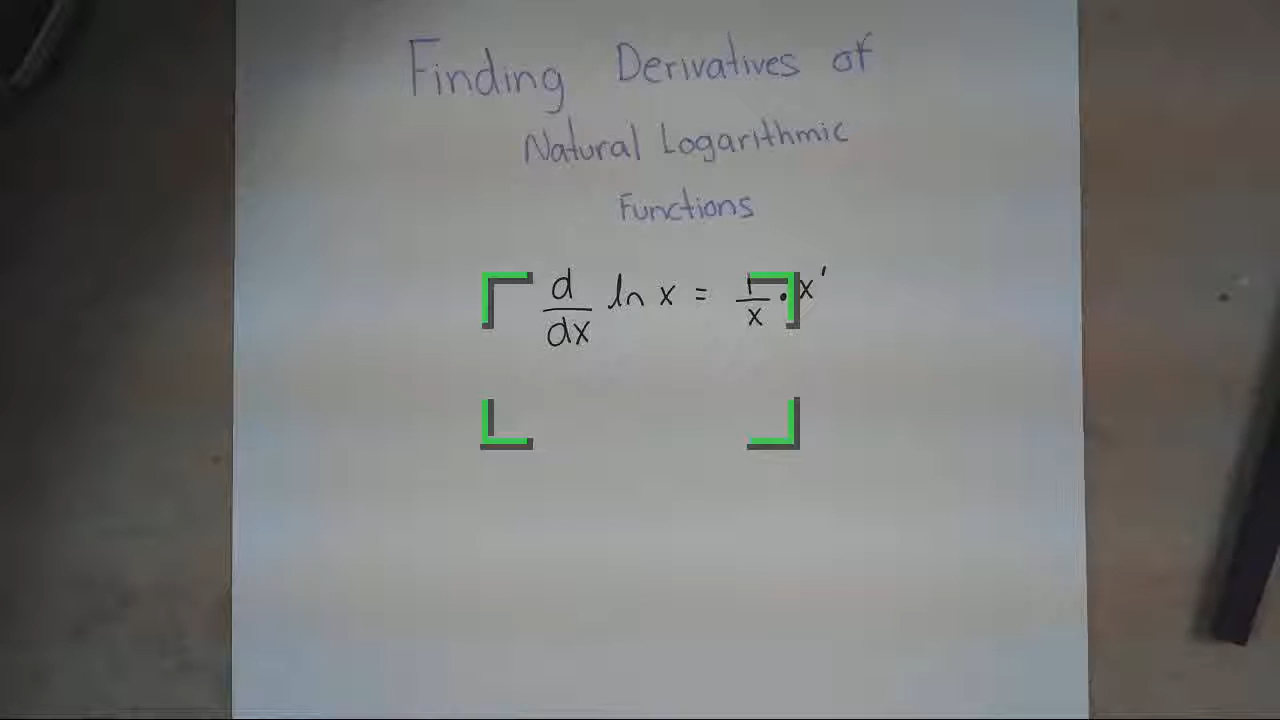 Finding Derivatives of
Natural Logarithmic
Functions
d/dx ln x = 1/x · x'